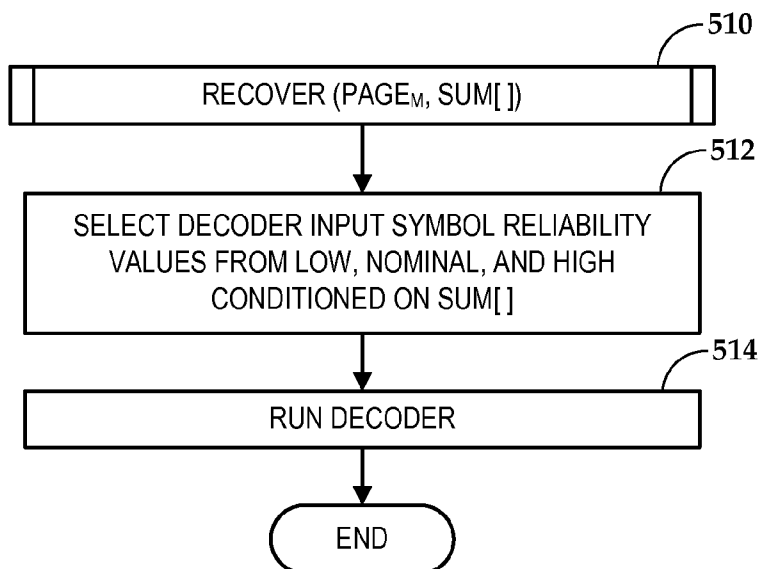 510
RECOVER (PAGEM, SUM[ ])
512
SELECT DECODER INPUT SYMBOL RELIABILITY
VALUES FROM LOW, NOMINAL, AND HIGH
CONDITIONED ON SUM[ ]
514
RUN DECODER
END